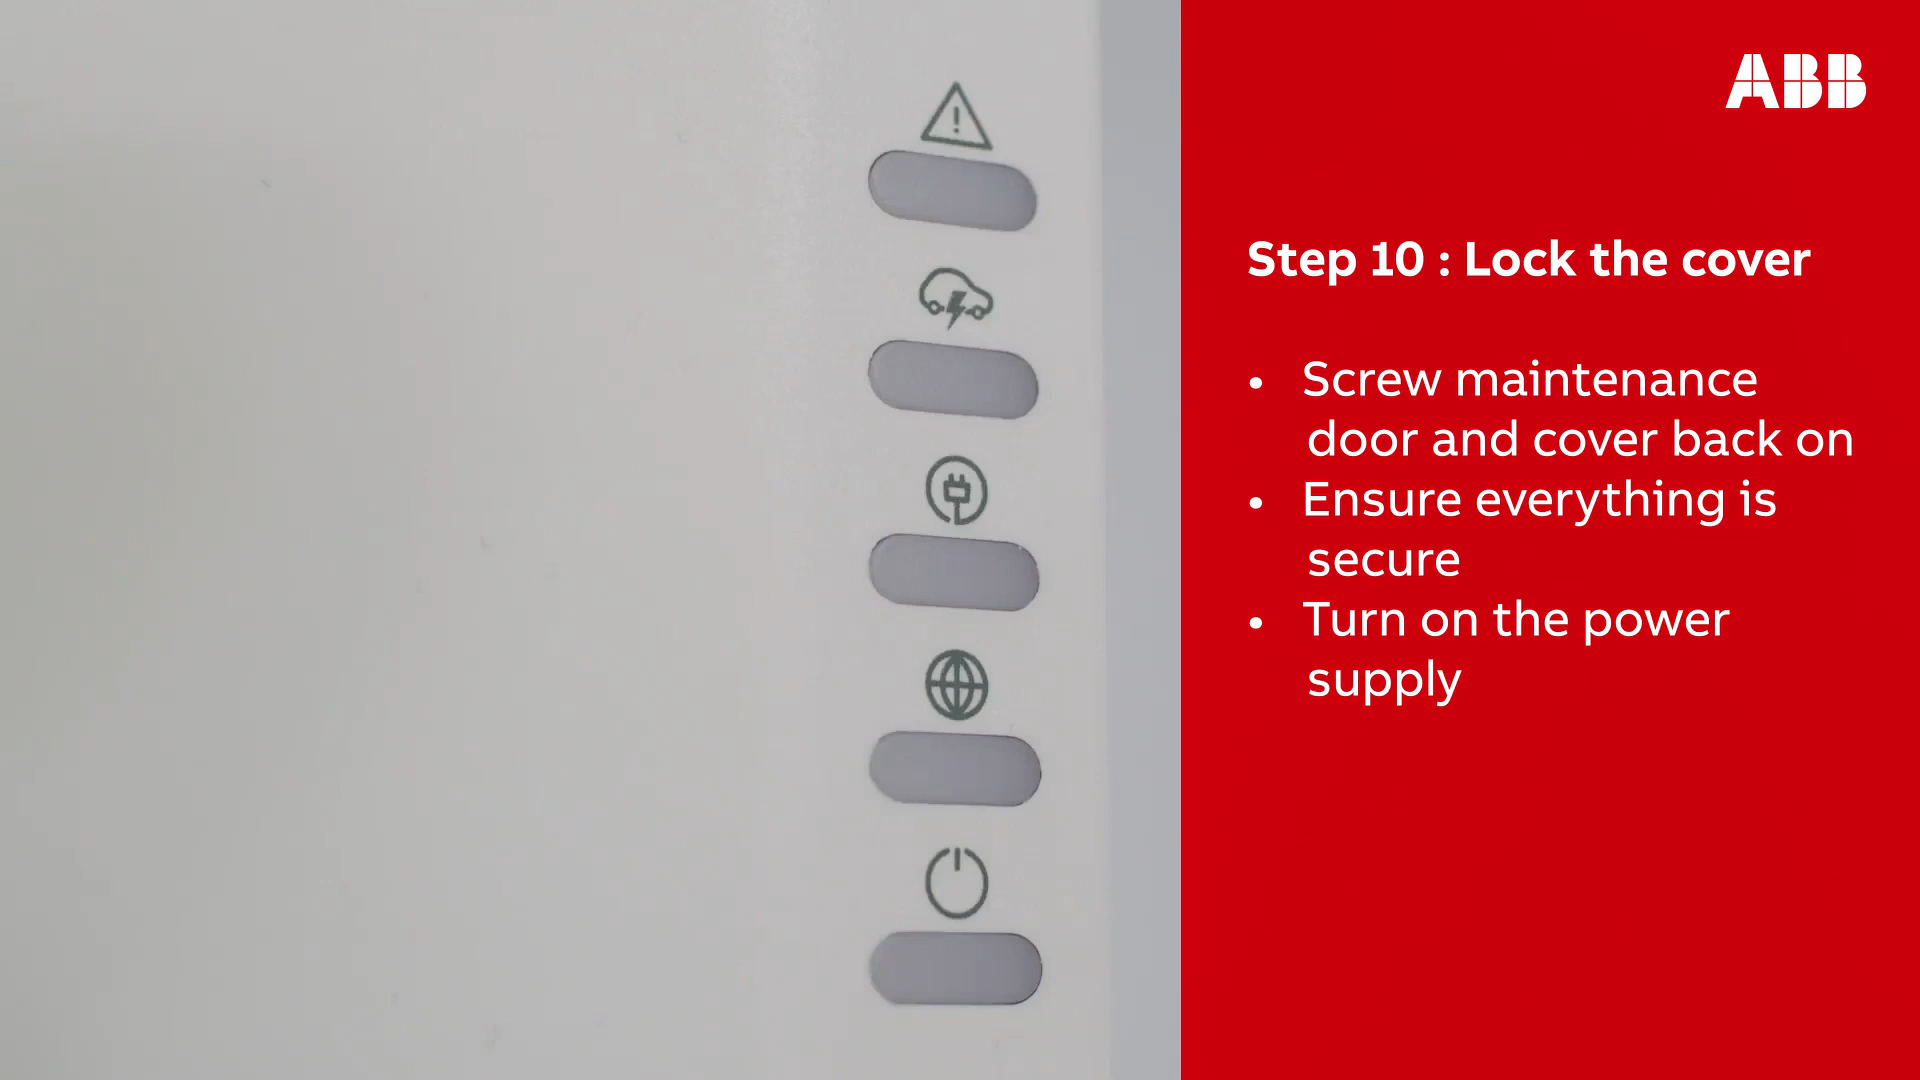 ABB
Step 10 : Lock the cover
• Screw maintenance
door and cover back on
• Ensure everything is
secure
• Turn on the power
supply